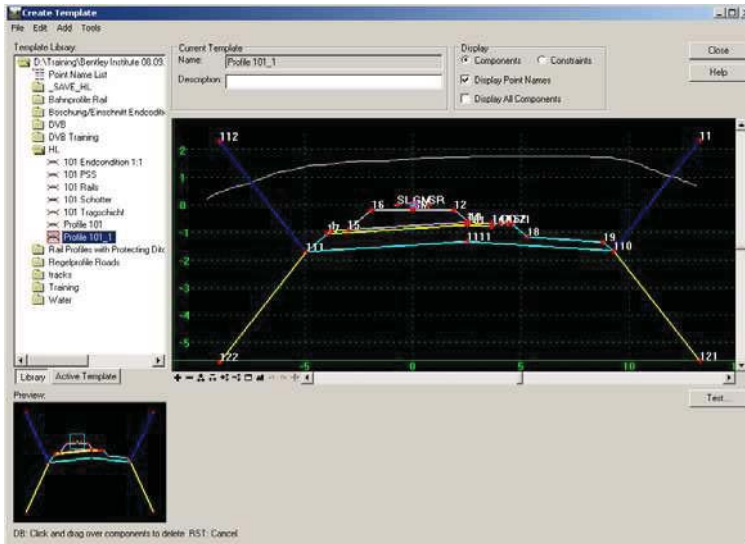 Create Template
File Edit Add Tools
Template Library:
D:\Training\Bentley Institute 08.09.
Point Name List
_SAVE_HL
Bahnprofile Rail
Böschung/Einschnitt Endconditi
DVB
DVB Training
HL
101 Endcondition 1:1
101 PSS
101 Rails
101 Schotter
101 Tragschicht
Profile 101
Profile 101_1
Rail Profiles with Protecting Ditc
Regelprofile Roads
tracks
Training
Water
Library Active Template
Current Template
Name: Profile 101_1
Description:
Display
Components Constraints
Display Point Names
Display All Components
Close
Help
112 11
2
1
0
-1
-2
-3
-4
-5
16 12
15 18 19
111 1111 110
122 121
-5 0 5 10
Test...
Preview:
DB: Click and drag over components to delete RST: Cancel